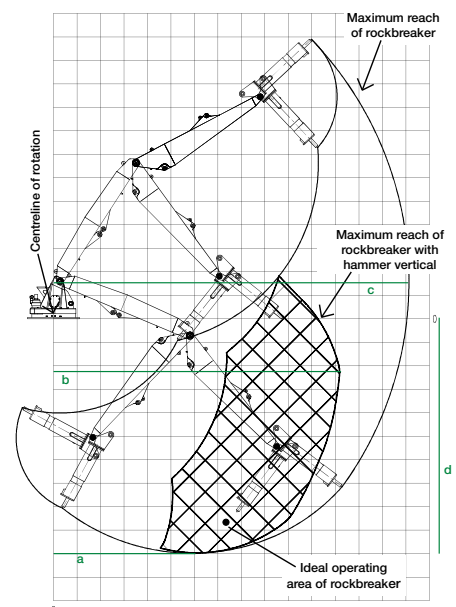 Maximum reach
of rockbreaker
Centreline of rotation
Maximum reach of
rockbreaker with
hammer vertical
c
0
b
d
a
Ideal operating
area of rockbreaker